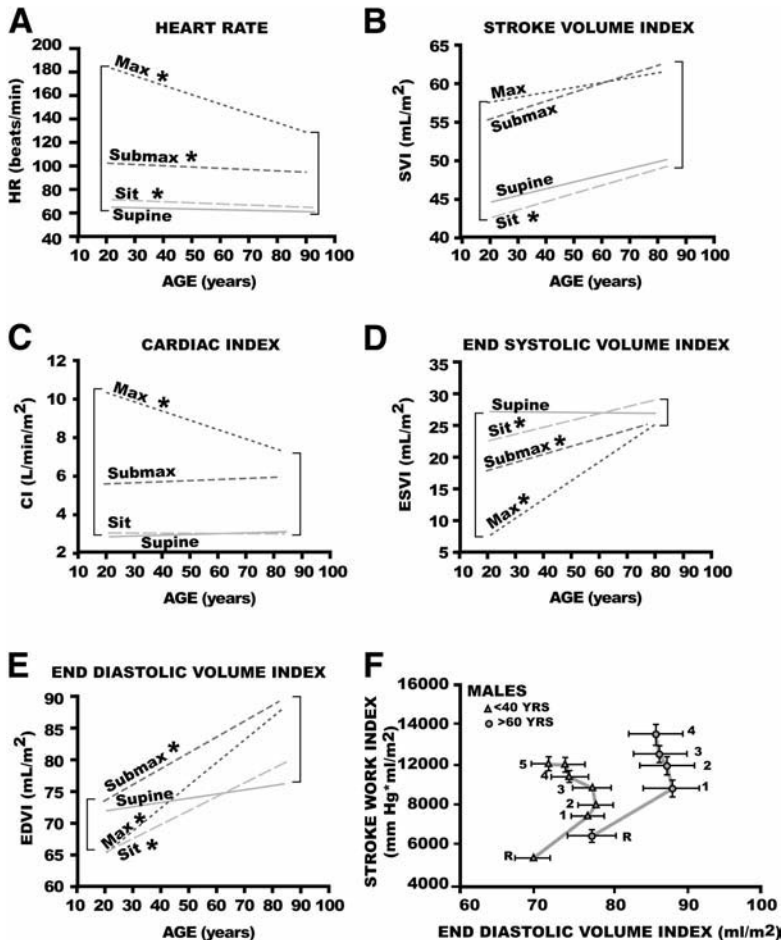 A
HEART RATE
HR (beats/min)
200
180
160
140
120
100
80
60
40
Max *
Submax *
Sit *
Supine
10 20 30 40 50 60 70 80 90 100
AGE (years)
B
STROKE VOLUME INDEX
SVI (mL/m²)
65
60
55
50
45
40
Max
Submax
Supine
Sit *
10 20 30 40 50 60 70 80 90 100
AGE (years)
C
CARDIAC INDEX
CI (L/min/m²)
12
10
8
6
4
2
Max *
Submax
Sit
Supine
10 20 30 40 50 60 70 80 90 100
AGE (years)
D
END SYSTOLIC VOLUME INDEX
ESVI (mL/m²)
35
30
25
20
15
10
5
Supine
Sit *
Submax *
Max *
10 20 30 40 50 60 70 80 90 100
AGE (years)
E
END DIASTOLIC VOLUME INDEX
EDVI (mL/m²)
90
85
80
75
70
65
60
Submax *
Supine
Max *
Sit *
10 20 30 40 50 60 70 80 90 100
AGE (years)
F
STROKE WORK INDEX
(mm Hg*ml/m2)
16000
14000
12000
10000
8000
6000
4000
MALES
<40 YRS
>60 YRS
5
4
3
2
1
R
4
3
2
1
R
60 70 80 90 100
END DIASTOLIC VOLUME INDEX (ml/m2)